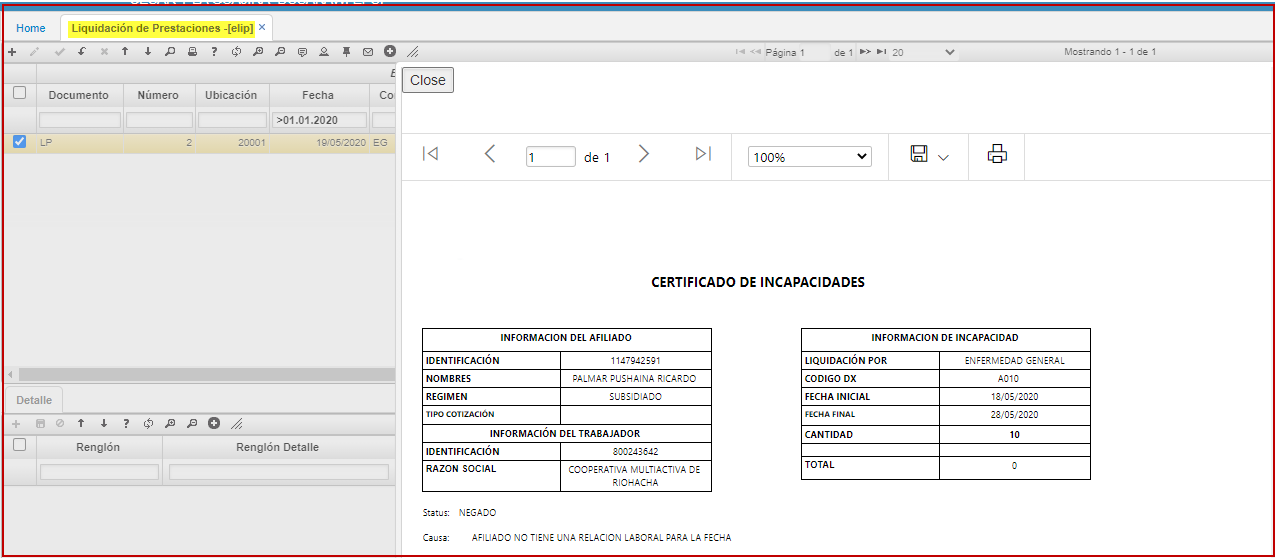 Home
Liquidación de Prestaciones -[elip] ×
Página 1 de 1 20
Mostrando 1 - 1 de 1
Documento Número Ubicación Fecha Co
>01.01.2020
LP 2 20001 19/05/2020 EG
Detalle
Renglón Renglón Detalle
Close
1 de 1 100%
CERTIFICADO DE INCAPACIDADES
INFORMACION DEL AFILIADO
IDENTIFICACIÓN 1147942591
NOMBRES PALMAR PUSHAINA RICARDO
REGIMEN SUBSIDIADO
TIPO COTIZACIÓN
INFORMACIÓN DEL TRABAJADOR
IDENTIFICACIÓN 800243642
RAZON SOCIAL COOPERATIVA MULTIACTIVA DE
RIOHACHA
INFORMACION DE INCAPACIDAD
LIQUIDACIÓN POR ENFERMEDAD GENERAL
CODIGO DX A010
FECHA INICIAL 18/05/2020
FECHA FINAL 28/05/2020
CANTIDAD 10
TOTAL 0
Status: NEGADO
Causa: AFILIADO NO TIENE UNA RELACION LABORAL PARA LA FECHA